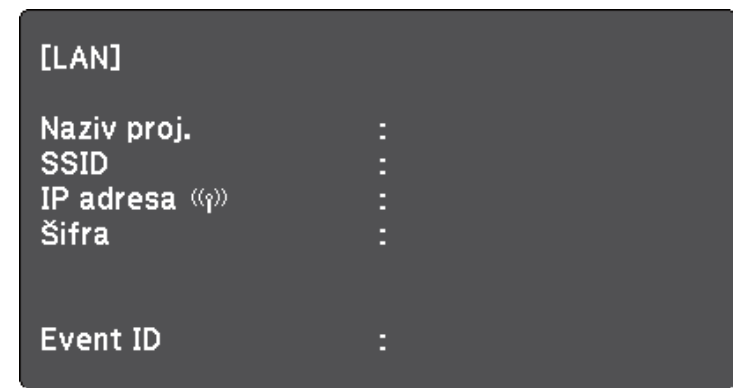 [LAN]
Naziv proj. :
SSID :
IP adresa :
Šifra :
Event ID :